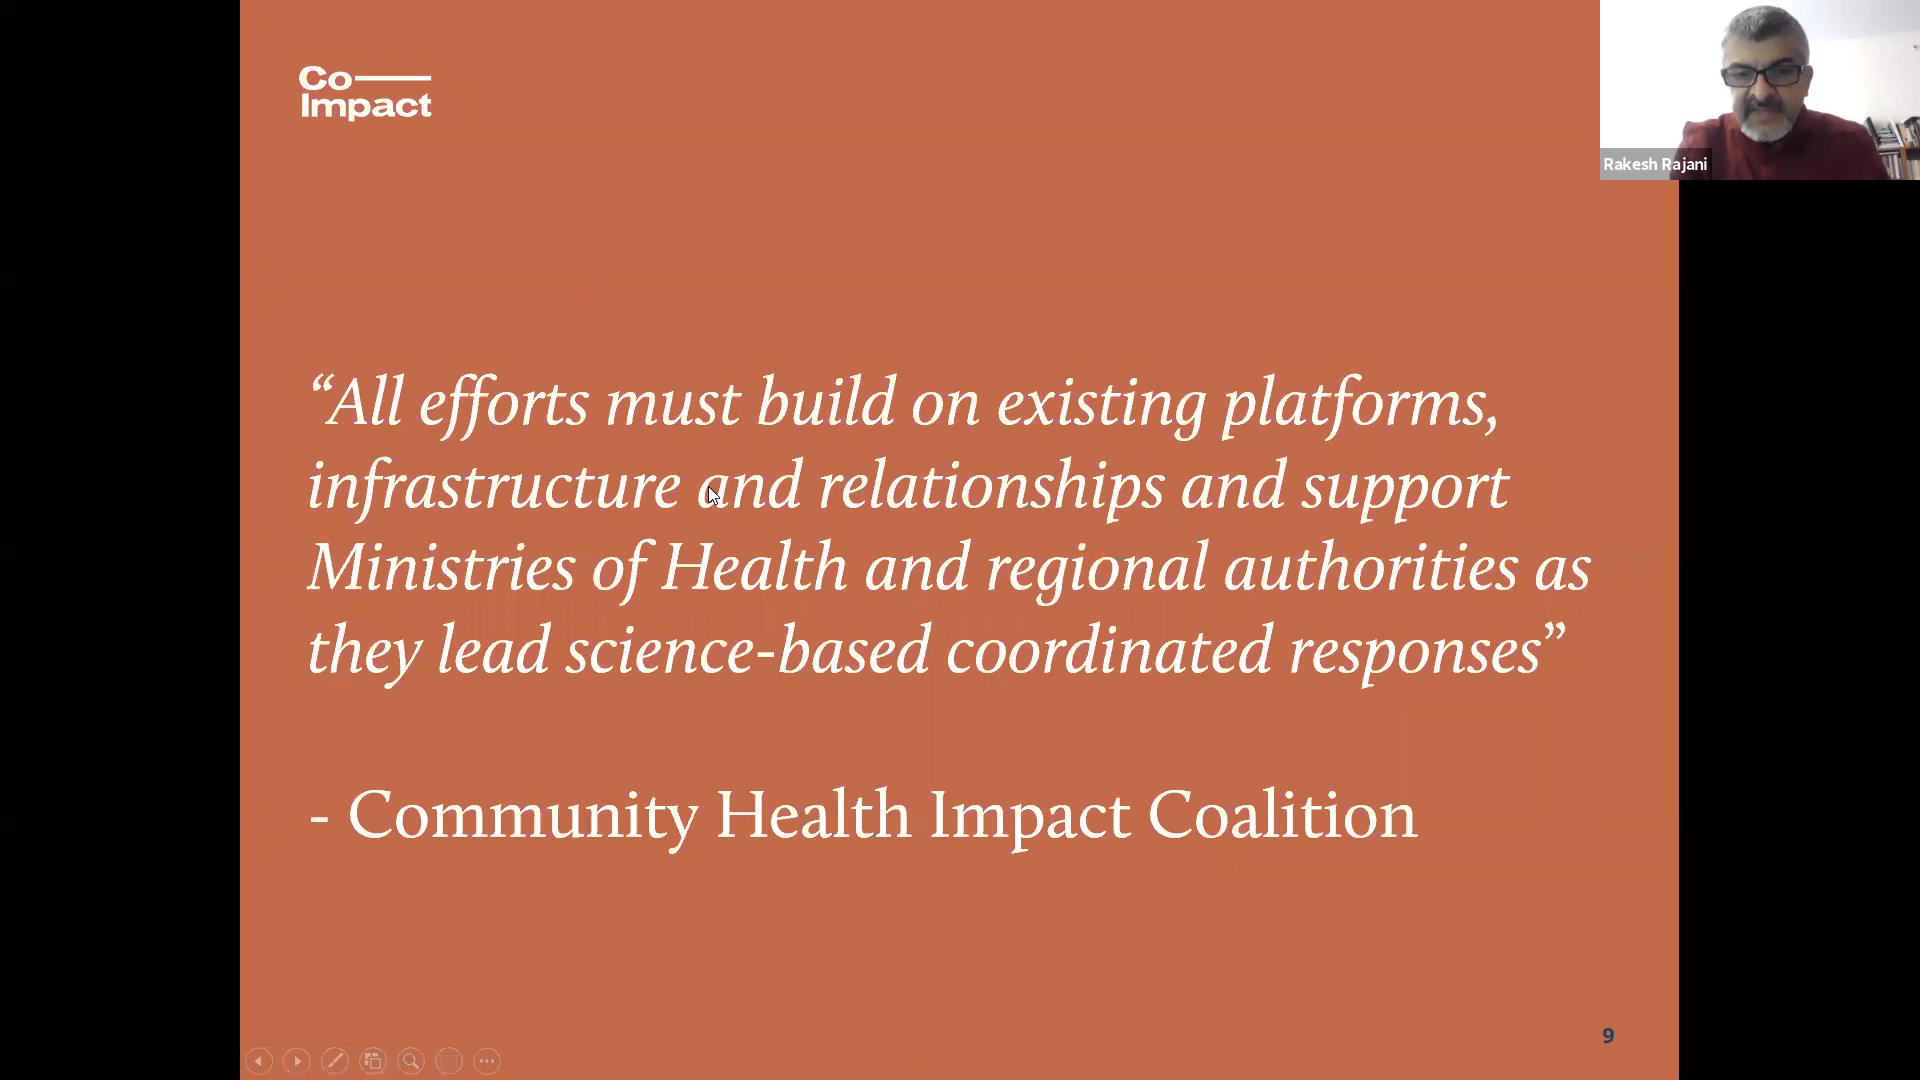 Co
Impact
Rakesh Rajani
“All efforts must build on existing platforms,
infrastructure and relationships and support
Ministries of Health and regional authorities as
they lead science-based coordinated responses”
- Community Health Impact Coalition
9